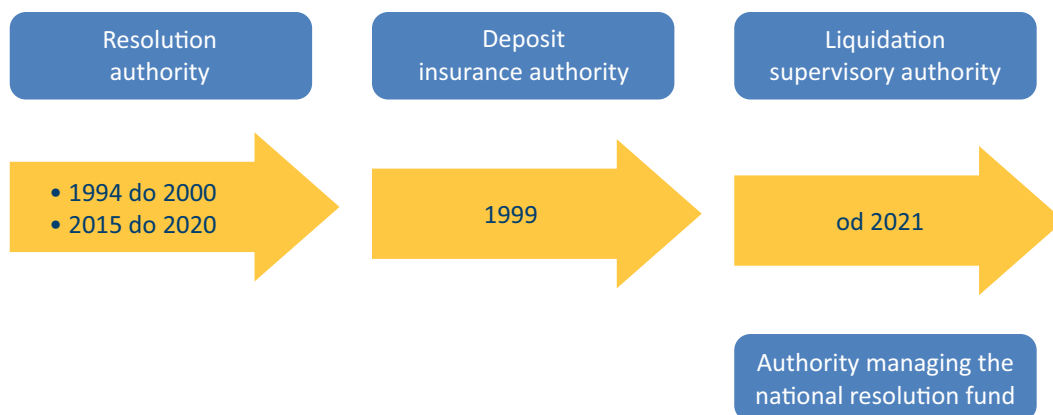 Resolution
authority
Deposit
insurance authority
Liquidation
supervisory authority
• 1994 do 2000
• 2015 do 2020
1999
od 2021
Authority managing the
national resolution fund